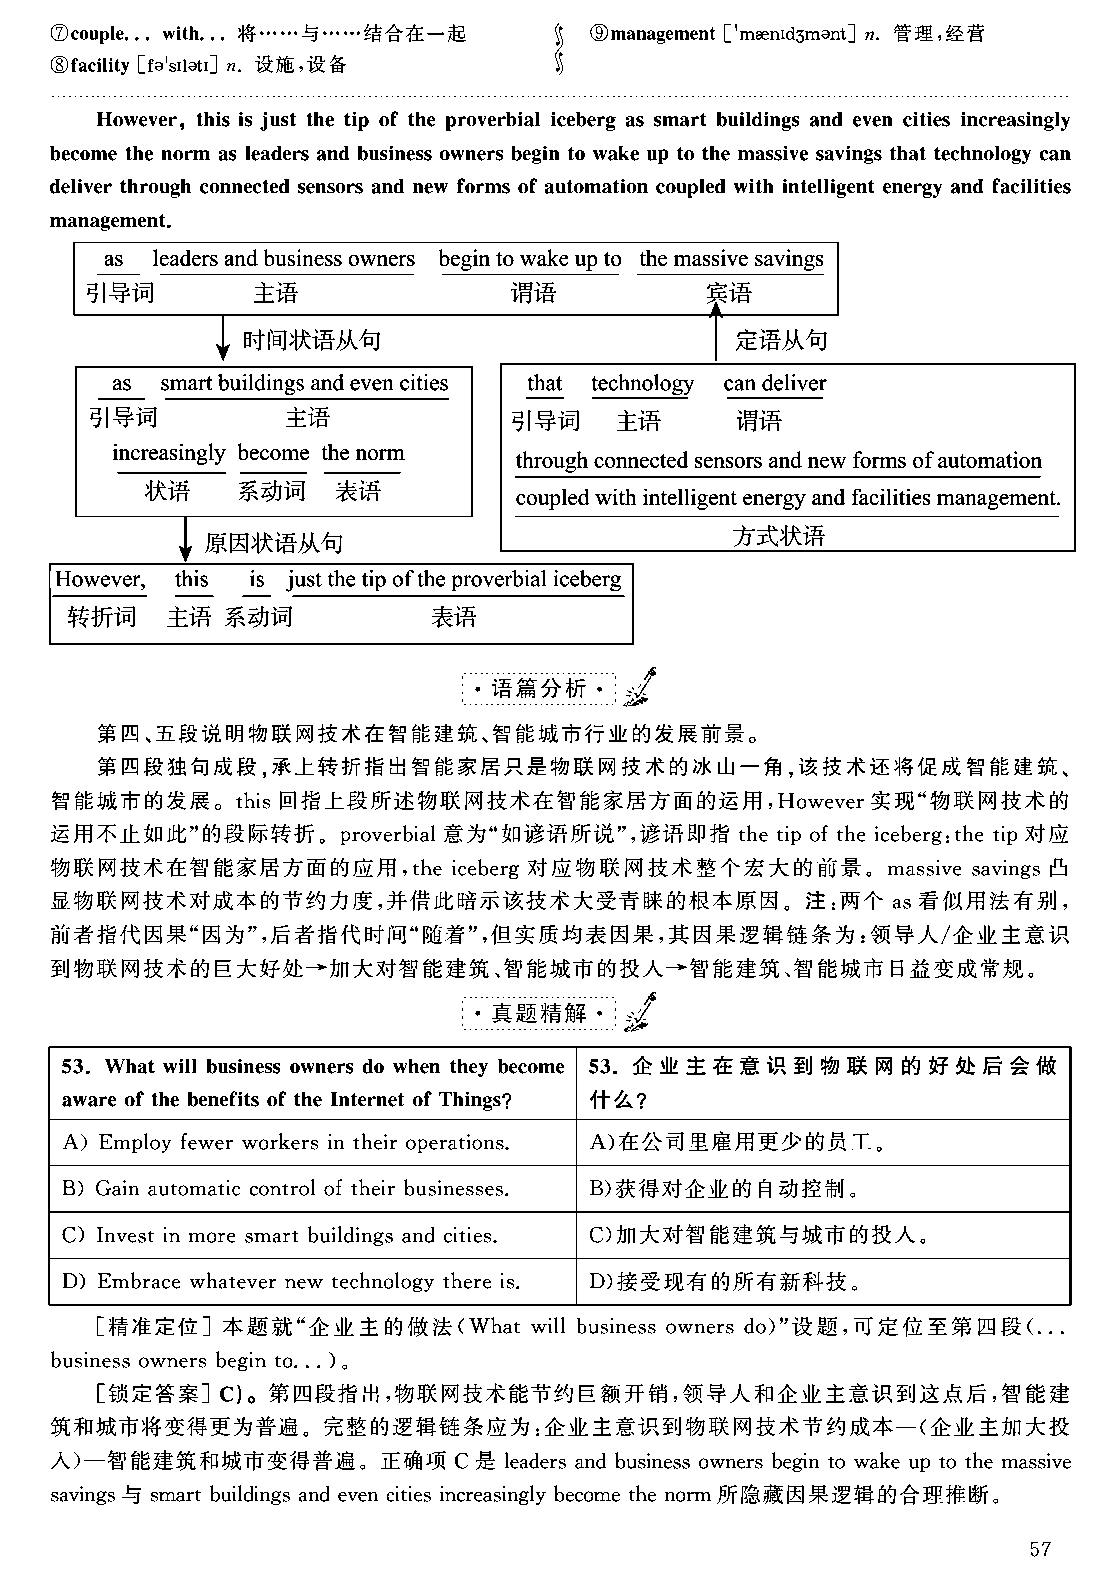 ⑦couple... with... 将……与……结合在一起
⑧facility [fə'sɪlətɪ] n. 设施,设备
⑨management ['mænɪdʒmənt] n. 管理,经营
However, this is just the tip of the proverbial iceberg as smart buildings and even cities increasingly
become the norm as leaders and business owners begin to wake up to the massive savings that technology can
deliver through connected sensors and new forms of automation coupled with intelligent energy and facilities
management.
as leaders and business owners begin to wake up to the massive savings
引导词 主语 谓语 宾语
时间状语从句 定语从句
as smart buildings and even cities
引导词 主语
increasingly become the norm
状语 系动词 表语
that technology can deliver
引导词 主语 谓语
through connected sensors and new forms of automation
coupled with intelligent energy and facilities management.
方式状语
原因状语从句
However, this is just the tip of the proverbial iceberg
转折词 主语 系动词 表语
·语篇分析·
第四、五段说明物联网技术在智能建筑、智能城市行业的发展前景。
第四段独句成段,承上转折指出智能家居只是物联网技术的冰山一角,该技术还将促成智能建筑、
智能城市的发展。this 回指上段所述物联网技术在智能家居方面的运用,However 实现“物联网技术的
运用不止如此”的段际转折。proverbial 意为“如谚语所说”,谚语即指 the tip of the iceberg;the tip 对应
物联网技术在智能家居方面的应用,the iceberg 对应物联网技术整个宏大的前景。massive savings 凸
显物联网技术对成本的节约力度,并借此暗示该技术大受青睐的根本原因。注:两个 as 看似用法有别,
前者指代因果“因为”,后者指代时间“随着”,但实质均表因果,其因果逻辑链条为:领导人/企业主意识
到物联网技术的巨大好处→加大对智能建筑、智能城市的投入→智能建筑、智能城市日益变成常规。
·真题精解·
53. What will business owners do when they become
aware of the benefits of the Internet of Things?
53. 企业主在意识到物联网的好处后会做
什么?
A) Employ fewer workers in their operations.
A)在公司里雇用更少的员工。
B) Gain automatic control of their businesses.
B)获得对企业的自动控制。
C) Invest in more smart buildings and cities.
C)加大对智能建筑与城市的投入。
D) Embrace whatever new technology there is.
D)接受现有的所有新科技。
[精准定位] 本题就“企业主的做法(What will business owners do)”设题,可定位至第四段(...
business owners begin to...)。
[锁定答案] C)。第四段指出,物联网技术能节约巨额开销,领导人和企业主意识到这点后,智能建
筑和城市将变得更为普遍。完整的逻辑链条应为:企业主意识到物联网技术节约成本—(企业主加大投
入)—智能建筑和城市变得普遍。正确项 C 是 leaders and business owners begin to wake up to the massive
savings 与 smart buildings and even cities increasingly become the norm 所隐藏因果逻辑的合理推断。
57